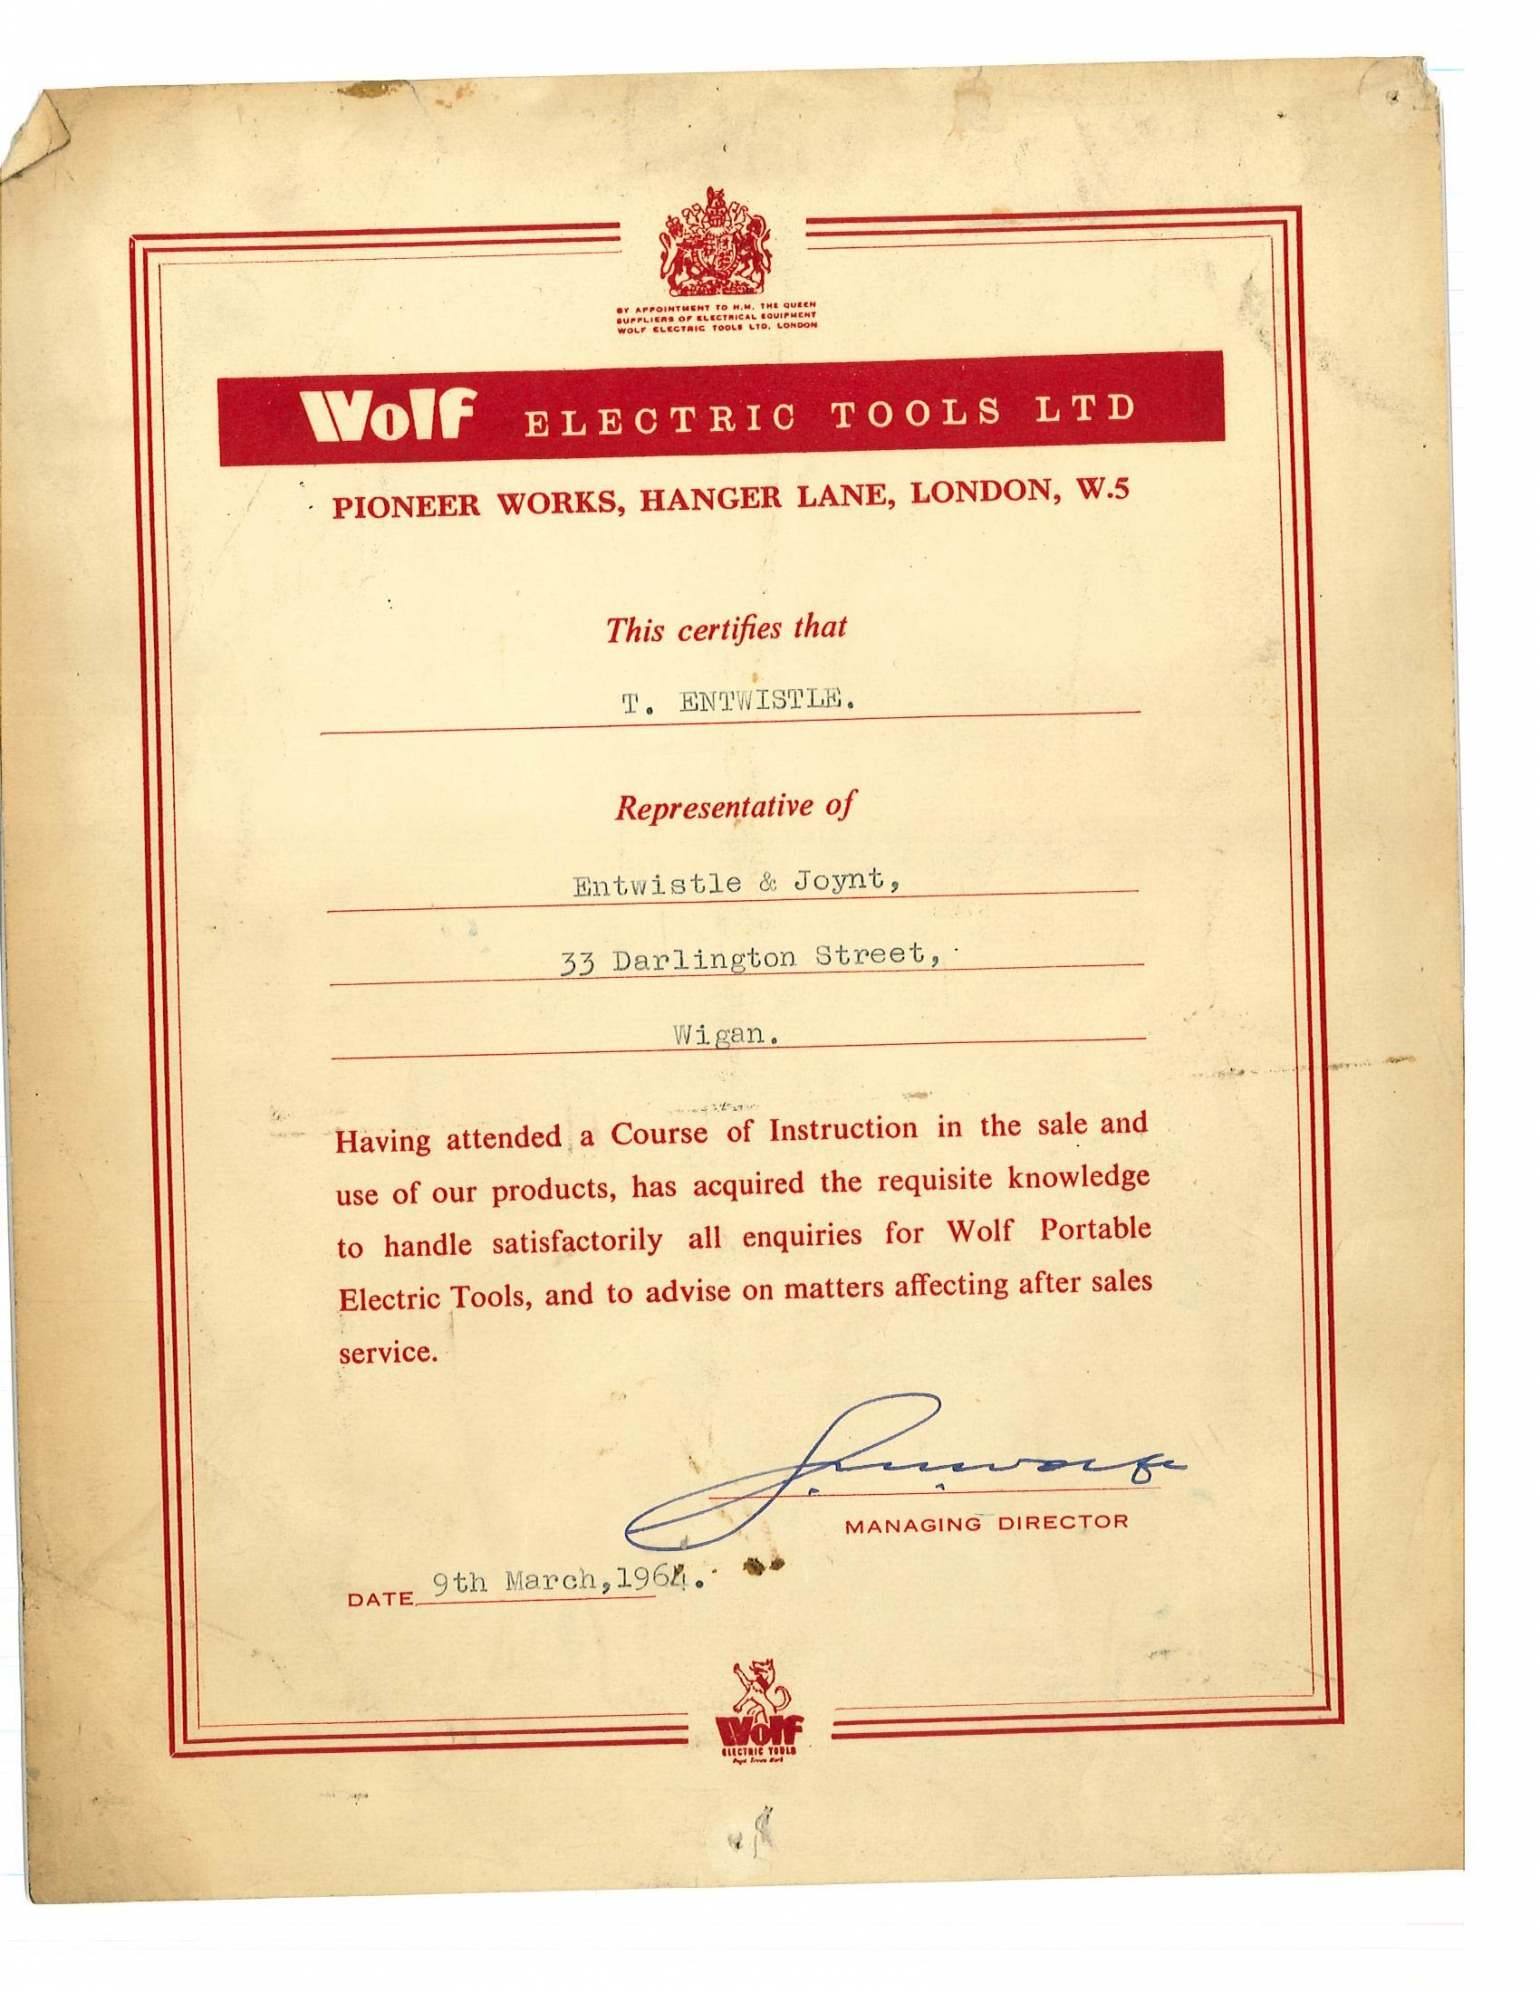 BY APPOINTMENT TO H.M. THE QUEEN
SUPPLIERS OF ELECTRICAL EQUIPMENT
WOLF ELECTRIC TOOLS LTD, LONDON
Wolf ELECTRIC TOOLS LTD
PIONEER WORKS, HANGER LANE, LONDON, W.5
This certifies that
T. ENTWISTLE.
Representative of
Entwistle & Joynt,
33 Darlington Street,
Wigan.
Having attended a Course of Instruction in the sale and
use of our products, has acquired the requisite knowledge
to handle satisfactorily all enquiries for Wolf Portable
Electric Tools, and to advise on matters affecting after sales
service.
MANAGING DIRECTOR
DATE 9th March,1964.
Wolf
ELECTRIC TOOLS